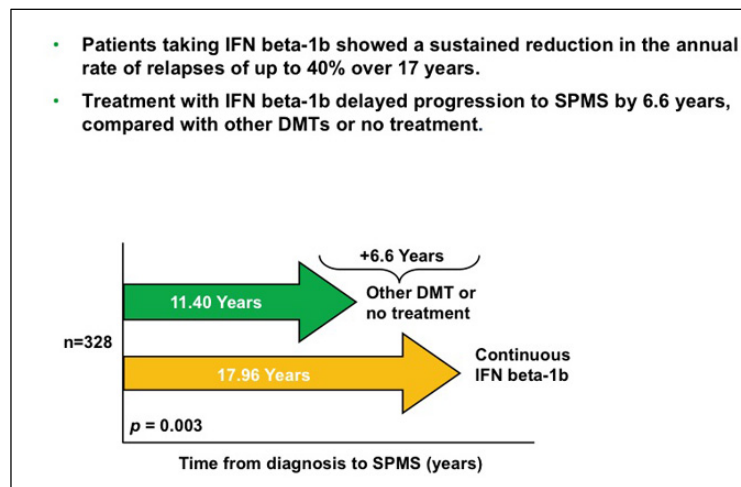 • Patients taking IFN beta-1b showed a sustained reduction in the annual
rate of relapses of up to 40% over 17 years.
• Treatment with IFN beta-1b delayed progression to SPMS by 6.6 years,
compared with other DMTs or no treatment.
+6.6 Years
11.40 Years
Other DMT or
no treatment
n=328
17.96 Years
Continuous
IFN beta-1b
p = 0.003
Time from diagnosis to SPMS (years)